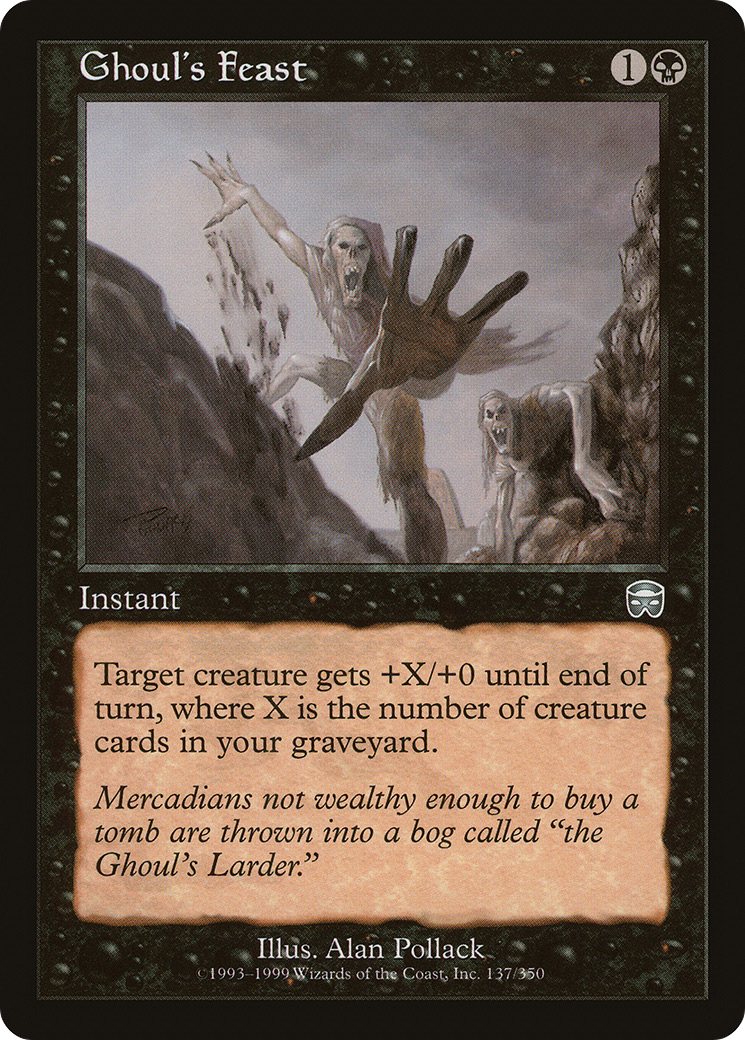 Ghoul's Feast 1
Instant
Target creature gets +X/+0 until end of
turn, where X is the number of creature
cards in your graveyard.
Mercadians not wealthy enough to buy a
tomb are thrown into a bog called “the
Ghoul's Larder.”
Illus. Alan Pollack
©1993–1999 Wizards of the Coast, Inc. 137/350